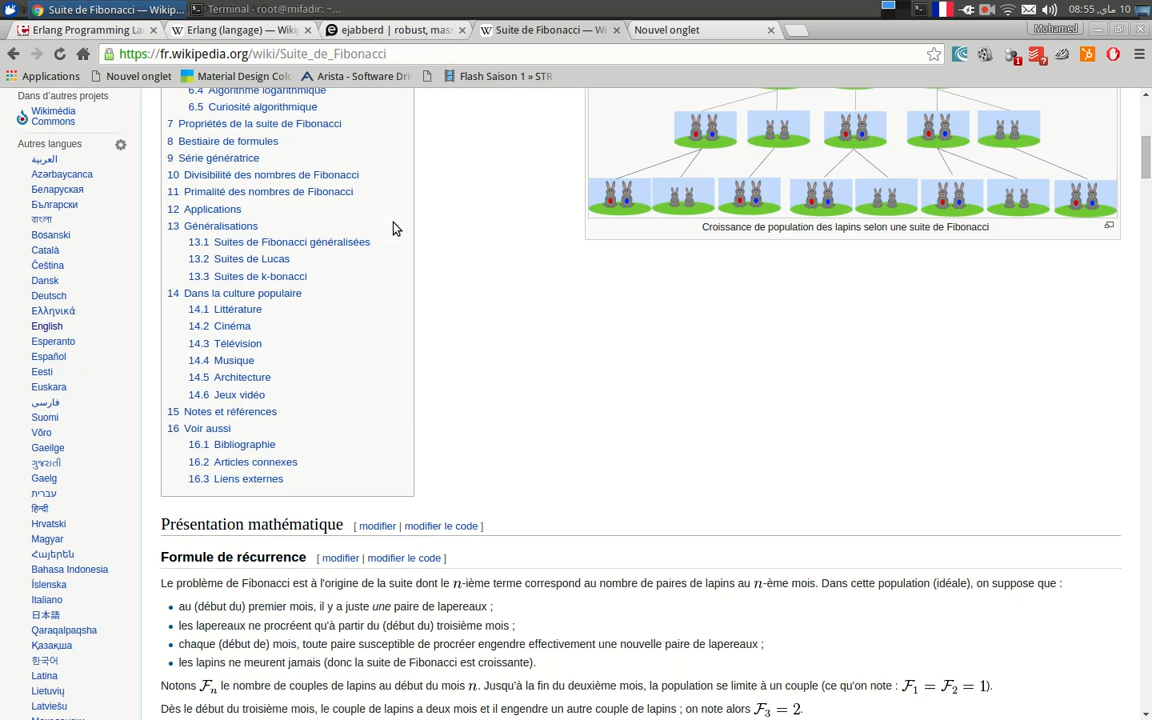 Suite de Fibonacci — Wikip...
Terminal - root@mifadir: ~...
08:55 ,ماي 10
Erlang Programming La
Erlang (langage) — Wiki
ejabberd | robust, mas
Suite de Fibonacci — Wi
Nouvel onglet
Mohamed
https://fr.wikipedia.org/wiki/Suite_de_Fibonacci
Applications
Nouvel onglet
Material Design Col
Arista - Software Dri
Flash Saison 1 » STR
Dans d'autres projets
Wikimédia
Commons
Autres langues
العربية
Azərbaycanca
Беларуская
Български
বাংলা
Bosanski
Català
Čeština
Dansk
Deutsch
Ελληνικά
English
Esperanto
Español
Eesti
Euskara
فارسی
Suomi
Võro
Gaeilge
ગુજરાતી
Gaelg
עברית
हिन्दी
Hrvatski
Magyar
Հայերեն
Bahasa Indonesia
Íslenska
Italiano
日本語
Qaraqalpaqsha
Қазақша
한국어
Latina
Lietuvių
Latviešu
6.4 Algorithme logarithmique
6.5 Curiosité algorithmique
7 Propriétés de la suite de Fibonacci
8 Bestiaire de formules
9 Série génératrice
10 Divisibilité des nombres de Fibonacci
11 Primalité des nombres de Fibonacci
12 Applications
13 Généralisations
13.1 Suites de Fibonacci généralisées
13.2 Suites de Lucas
13.3 Suites de k-bonacci
14 Dans la culture populaire
14.1 Littérature
14.2 Cinéma
14.3 Télévision
14.4 Musique
14.5 Architecture
14.6 Jeux vidéo
15 Notes et références
16 Voir aussi
16.1 Bibliographie
16.2 Articles connexes
16.3 Liens externes
Croissance de population des lapins selon une suite de Fibonacci
Présentation mathématique [ modifier | modifier le code ]
Formule de récurrence [ modifier | modifier le code ]
Le problème de Fibonacci est à l'origine de la suite dont le n-ième terme correspond au nombre de paires de lapins au n-ème mois. Dans cette population (idéale), on suppose que :
au (début du) premier mois, il y a juste une paire de lapereaux ;
les lapereaux ne procréent qu'à partir du (début du) troisième mois ;
chaque (début de) mois, toute paire susceptible de procréer engendre effectivement une nouvelle paire de lapereaux ;
les lapins ne meurent jamais (donc la suite de Fibonacci est croissante).
Notons Fn le nombre de couples de lapins au début du mois n. Jusqu'à la fin du deuxième mois, la population se limite à un couple (ce qu'on note : F1 = F2 = 1).
Dès le début du troisième mois, le couple de lapins a deux mois et il engendre un autre couple de lapins ; on note alors F3 = 2.